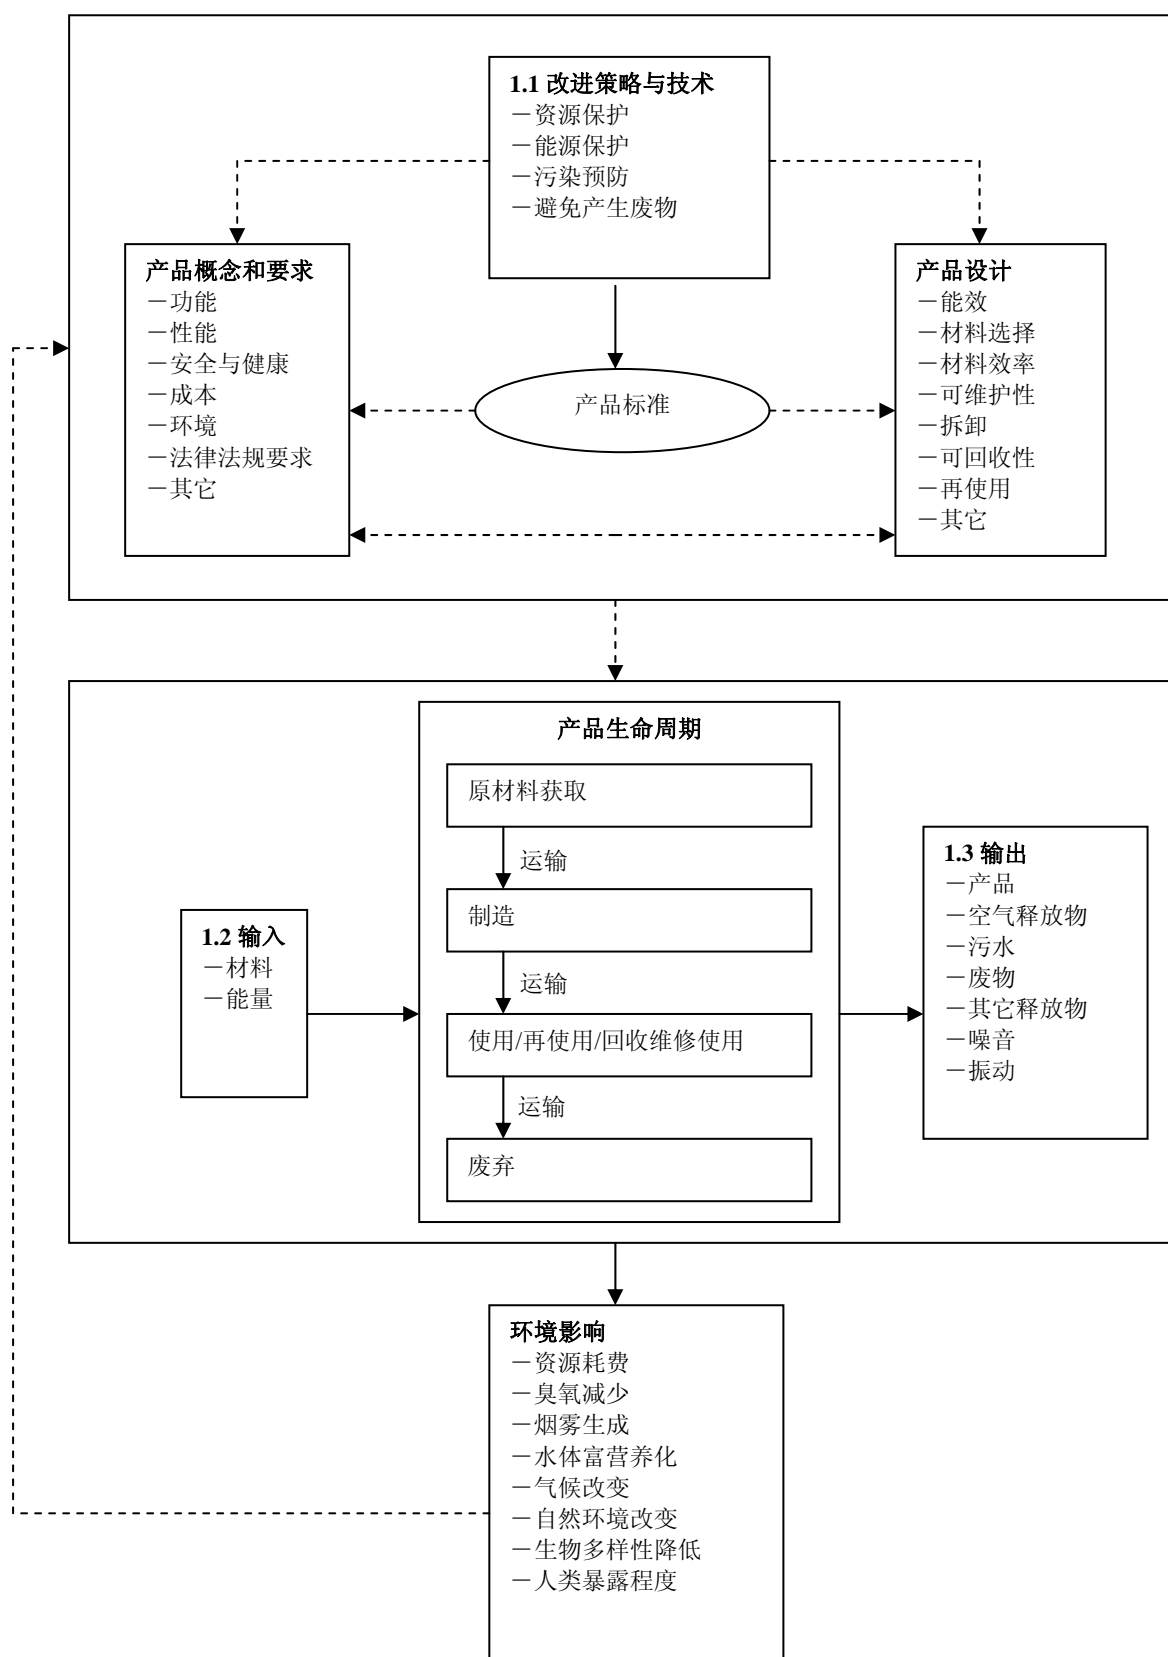 1.1 改进策略与技术
－资源保护
－能源保护
－污染预防
－避免产生废物
产品概念和要求
－功能
－性能
－安全与健康
－成本
－环境
－法律法规要求
－其它
产品标准
产品设计
－能效
－材料选择
－材料效率
－可维护性
－拆卸
－可回收性
－再使用
－其它
产品生命周期
原材料获取
运输
制造
运输
使用/再使用/回收维修使用
运输
废弃
1.2 输入
－材料
－能量
1.3 输出
－产品
－空气释放物
－污水
－废物
－其它释放物
－噪音
－振动
环境影响
－资源耗费
－臭氧减少
－烟雾生成
－水体富营养化
－气候改变
－自然环境改变
－生物多样性降低
－人类暴露程度